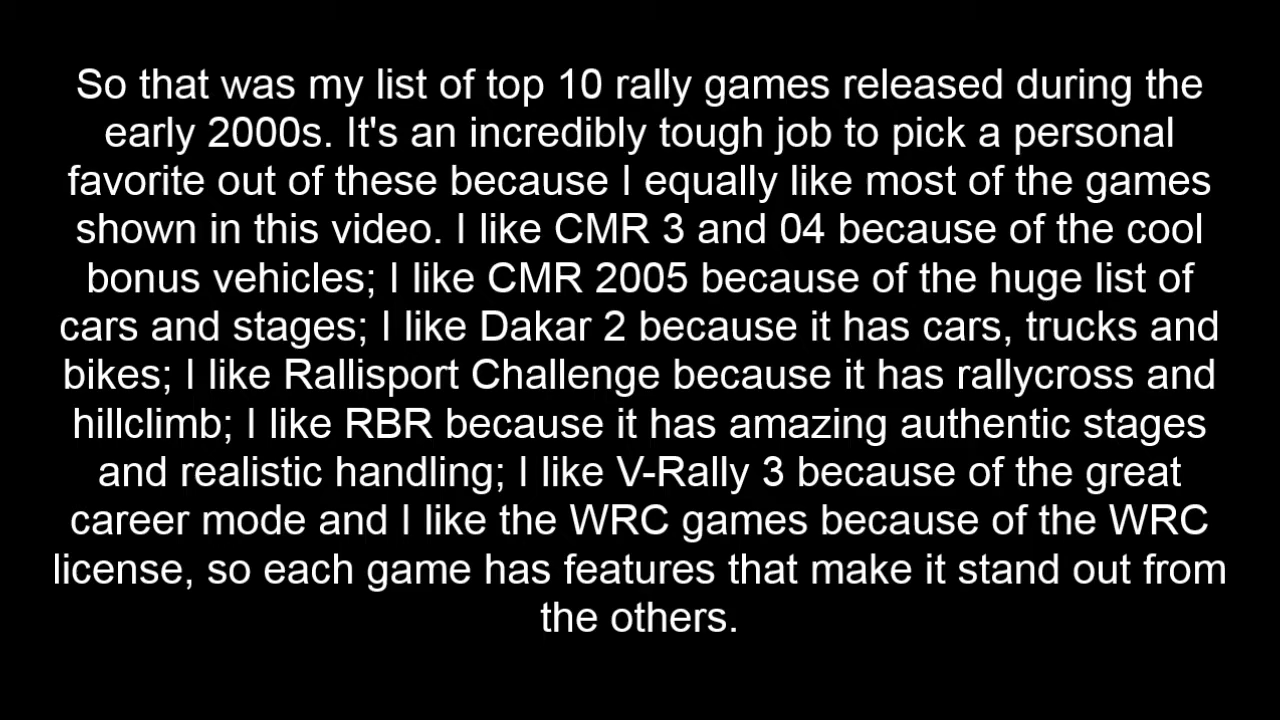 So that was my list of top 10 rally games released during the
early 2000s. It's an incredibly tough job to pick a personal
favorite out of these because I equally like most of the games
shown in this video. I like CMR 3 and 04 because of the cool
bonus vehicles; I like CMR 2005 because of the huge list of
cars and stages; I like Dakar 2 because it has cars, trucks and
bikes; I like Rallisport Challenge because it has rallycross and
hillclimb; I like RBR because it has amazing authentic stages
and realistic handling; I like V-Rally 3 because of the great
career mode and I like the WRC games because of the WRC
license, so each game has features that make it stand out from
the others.